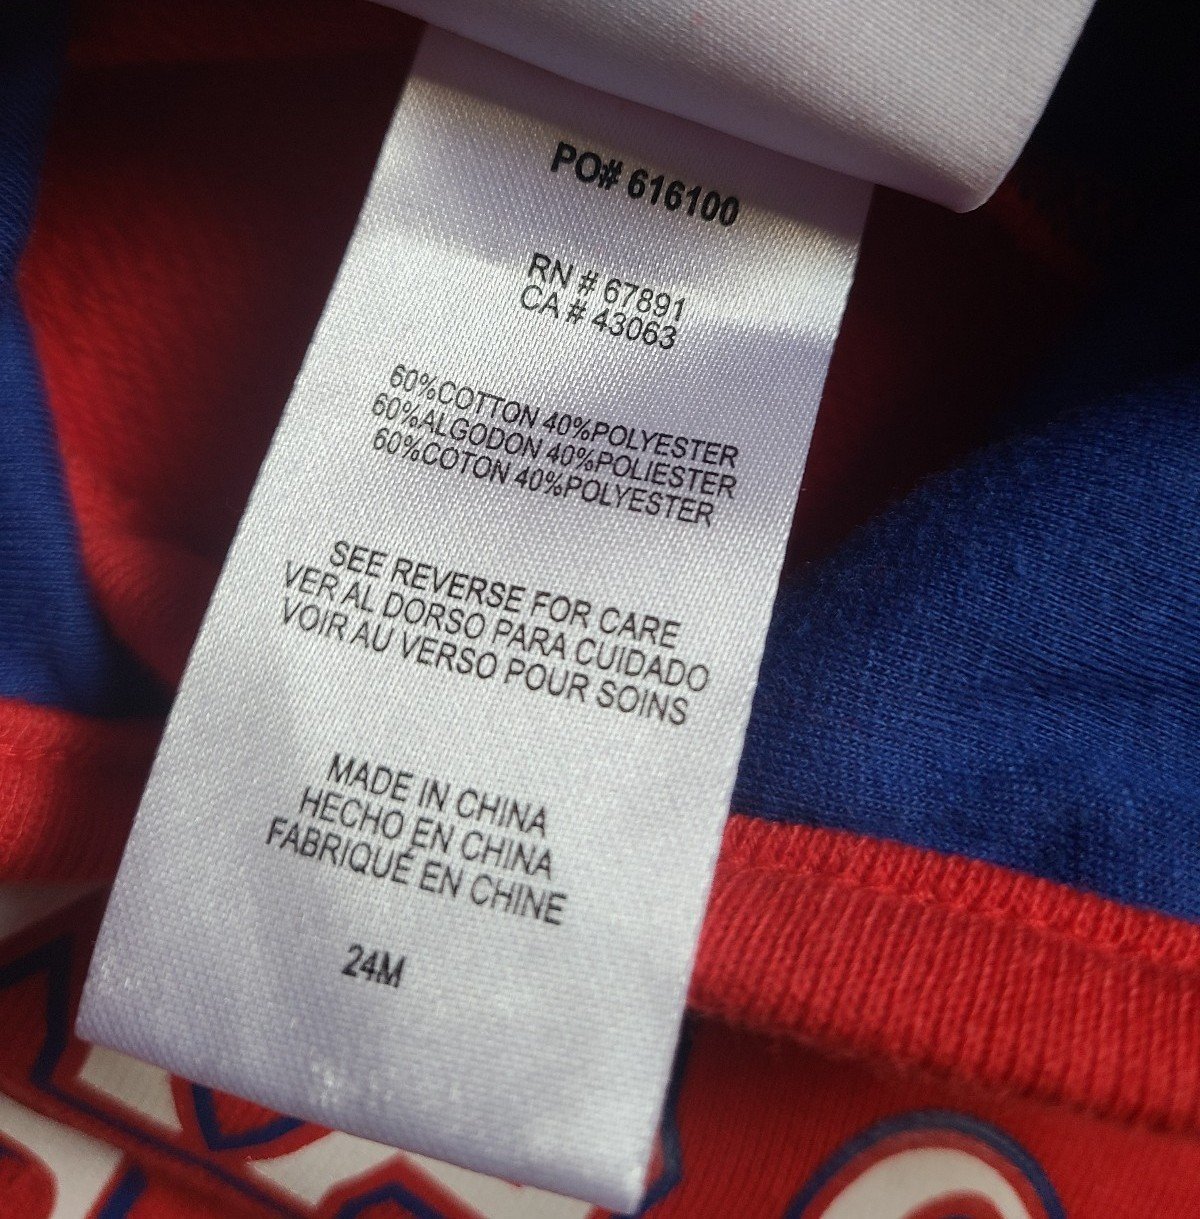 PO# 616100
RN # 67891
CA # 43063
60%COTTON 40%POLYESTER
60%ALGODON 40%POLIESTER
60%COTON 40%POLYESTER
SEE REVERSE FOR CARE
VER AL DORSO PARA CUIDADO
VOIR AU VERSO POUR SOINS
MADE IN CHINA
HECHO EN CHINA
FABRIQUÉ EN CHINE
24M